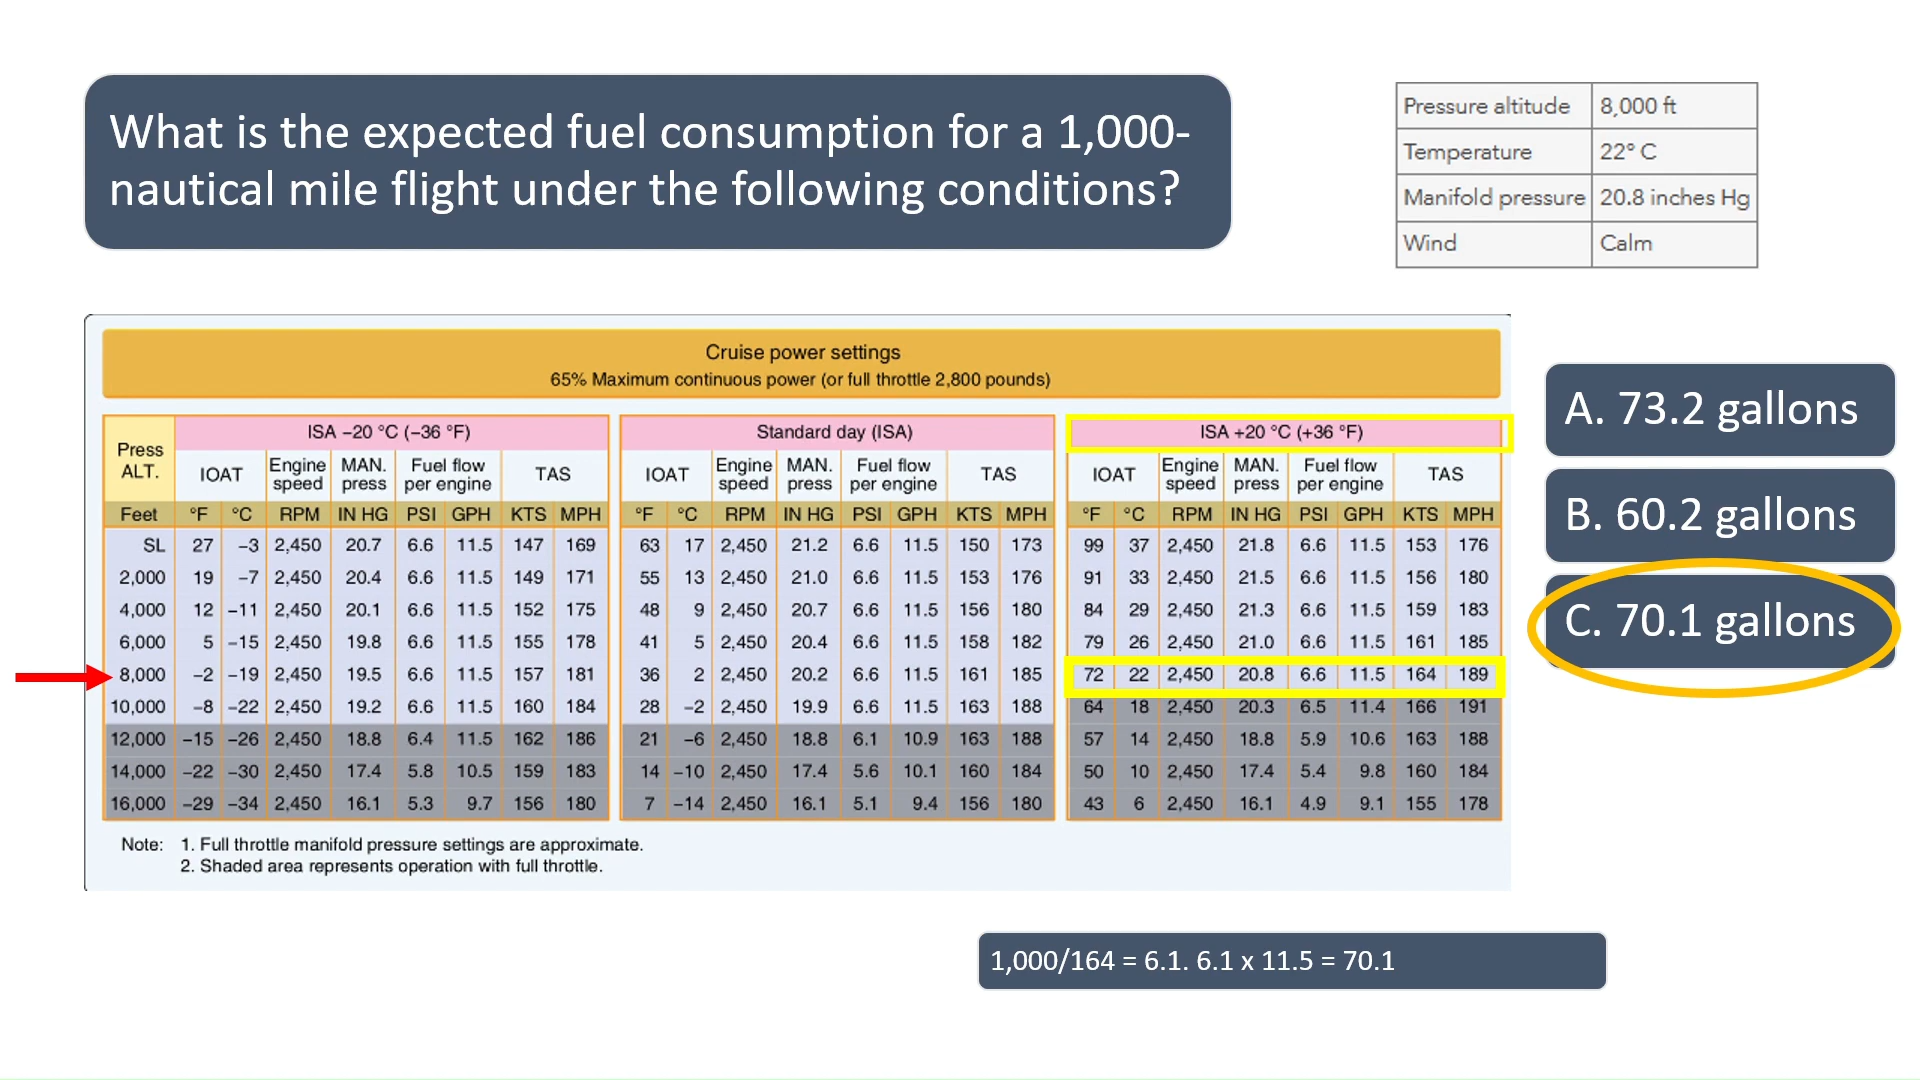 What is the expected fuel consumption for a 1,000-
nautical mile flight under the following conditions?
Pressure altitude 8,000 ft
Temperature 22° C
Manifold pressure 20.8 inches Hg
Wind Calm
Cruise power settings
65% Maximum continuous power (or full throttle 2,800 pounds)
Press ALT. ISA –20 °C (–36 °F) Standard day (ISA) ISA +20 °C (+36 °F)
IOAT Engine speed MAN. press Fuel flow per engine TAS IOAT Engine speed MAN. press Fuel flow per engine TAS IOAT Engine speed MAN. press Fuel flow per engine TAS
Feet °F °C RPM IN HG PSI GPH KTS MPH °F °C RPM IN HG PSI GPH KTS MPH °F °C RPM IN HG PSI GPH KTS MPH
SL 27 –3 2,450 20.7 6.6 11.5 147 169 63 17 2,450 21.2 6.6 11.5 150 173 99 37 2,450 21.8 6.6 11.5 153 176
2,000 19 –7 2,450 20.4 6.6 11.5 149 171 55 13 2,450 21.0 6.6 11.5 153 176 91 33 2,450 21.5 6.6 11.5 156 180
4,000 12 –11 2,450 20.1 6.6 11.5 152 175 48 9 2,450 20.7 6.6 11.5 156 180 84 29 2,450 21.3 6.6 11.5 159 183
6,000 5 –15 2,450 19.8 6.6 11.5 155 178 41 5 2,450 20.4 6.6 11.5 158 182 79 26 2,450 21.0 6.6 11.5 161 185
8,000 –2 –19 2,450 19.5 6.6 11.5 157 181 36 2 2,450 20.2 6.6 11.5 161 185 72 22 2,450 20.8 6.6 11.5 164 189
10,000 –8 –22 2,450 19.2 6.6 11.5 160 184 28 –2 2,450 19.9 6.6 11.5 163 188 64 18 2,450 20.3 6.5 11.4 166 191
12,000 –15 –26 2,450 18.8 6.4 11.5 162 186 21 –6 2,450 18.8 6.1 10.9 163 188 57 14 2,450 18.8 5.9 10.6 163 188
14,000 –22 –30 2,450 17.4 5.8 10.5 159 183 14 –10 2,450 17.4 5.6 10.1 160 184 50 10 2,450 17.4 5.4 9.8 160 184
16,000 –29 –34 2,450 16.1 5.3 9.7 156 180 7 –14 2,450 16.1 5.1 9.4 156 180 43 6 2,450 16.1 4.9 9.1 155 178
Note: 1. Full throttle manifold pressure settings are approximate.
2. Shaded area represents operation with full throttle.
A. 73.2 gallons
B. 60.2 gallons
C. 70.1 gallons
1,000/164 = 6.1. 6.1 x 11.5 = 70.1